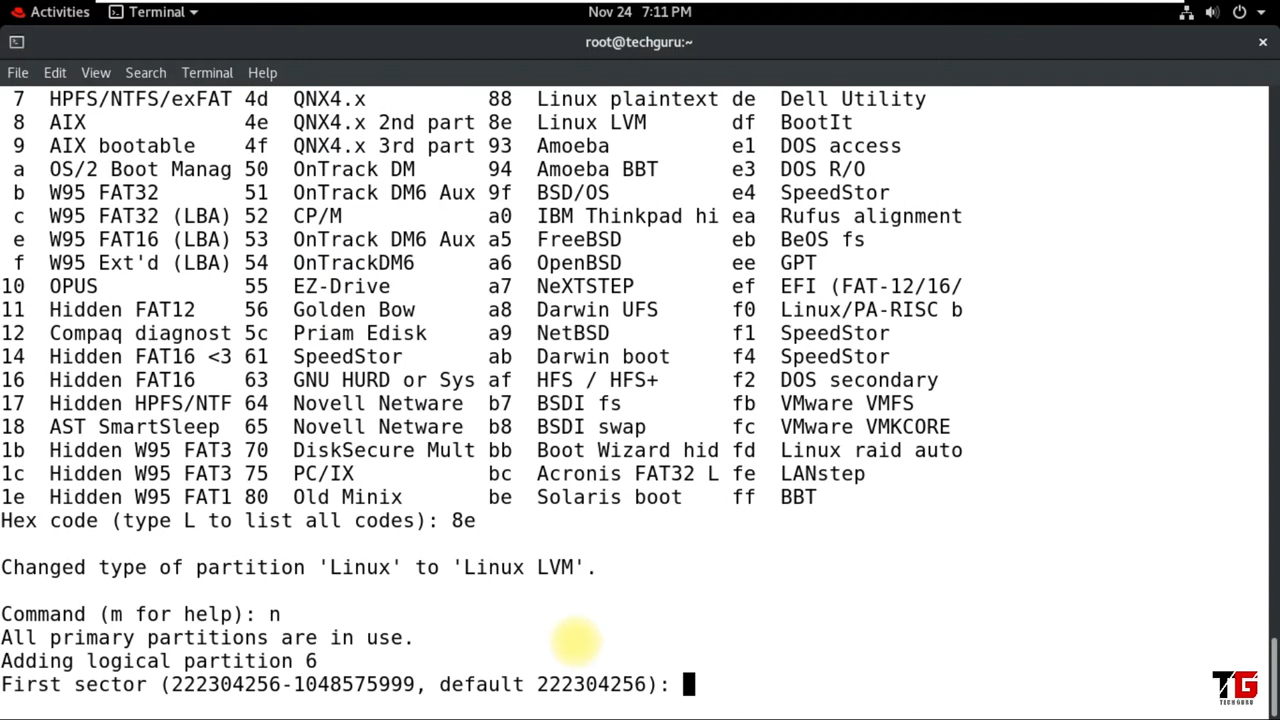 Activities Terminal Nov 24 7:11 PM
root@techguru:~
File Edit View Search Terminal Help
7 HPFS/NTFS/exFAT 4d QNX4.x 88 Linux plaintext de Dell Utility
8 AIX 4e QNX4.x 2nd part 8e Linux LVM df BootIt
9 AIX bootable 4f QNX4.x 3rd part 93 Amoeba e1 DOS access
a OS/2 Boot Manag 50 OnTrack DM 94 Amoeba BBT e3 DOS R/O
b W95 FAT32 51 OnTrack DM6 Aux 9f BSD/OS e4 SpeedStor
c W95 FAT32 (LBA) 52 CP/M a0 IBM Thinkpad hi ea Rufus alignment
e W95 FAT16 (LBA) 53 OnTrack DM6 Aux a5 FreeBSD eb BeOS fs
f W95 Ext'd (LBA) 54 OnTrackDM6 a6 OpenBSD ee GPT
10 OPUS 55 EZ-Drive a7 NeXTSTEP ef EFI (FAT-12/16/
11 Hidden FAT12 56 Golden Bow a8 Darwin UFS f0 Linux/PA-RISC b
12 Compaq diagnost 5c Priam Edisk a9 NetBSD f1 SpeedStor
14 Hidden FAT16 <3 61 SpeedStor ab Darwin boot f4 SpeedStor
16 Hidden FAT16 63 GNU HURD or Sys af HFS / HFS+ f2 DOS secondary
17 Hidden HPFS/NTF 64 Novell Netware b7 BSDI fs fb VMware VMFS
18 AST SmartSleep 65 Novell Netware b8 BSDI swap fc VMware VMKCORE
1b Hidden W95 FAT3 70 DiskSecure Mult bb Boot Wizard hid fd Linux raid auto
1c Hidden W95 FAT3 75 PC/IX bc Acronis FAT32 L fe LANstep
1e Hidden W95 FAT1 80 Old Minix be Solaris boot ff BBT
Hex code (type L to list all codes): 8e
Changed type of partition 'Linux' to 'Linux LVM'.
Command (m for help): n
All primary partitions are in use.
Adding logical partition 6
First sector (222304256-1048575999, default 222304256):
TG
TECH GURU